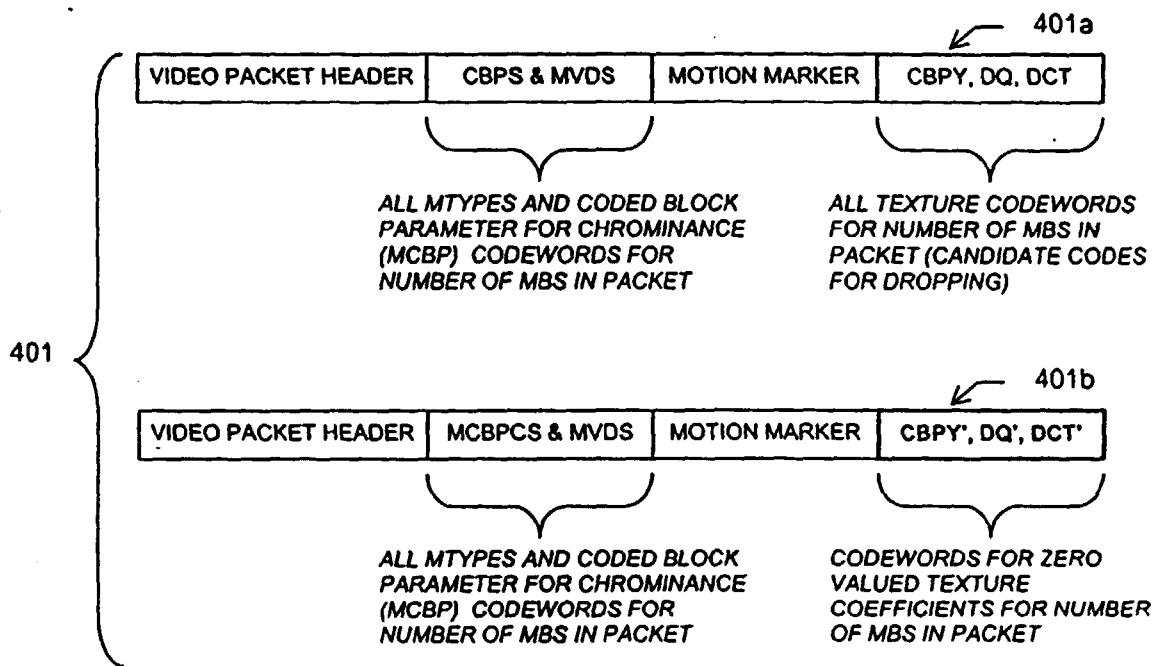 401a
VIDEO PACKET HEADER CBPS & MVDS MOTION MARKER CBPY, DQ, DCT
ALL MTYPES AND CODED BLOCK
PARAMETER FOR CHROMINANCE
(MCBP) CODEWORDS FOR
NUMBER OF MBS IN PACKET
ALL TEXTURE CODEWORDS
FOR NUMBER OF MBS IN
PACKET (CANDIDATE CODES
FOR DROPPING)
401
401b
VIDEO PACKET HEADER MCBPCS & MVDS MOTION MARKER CBPY', DQ', DCT'
ALL MTYPES AND CODED BLOCK
PARAMETER FOR CHROMINANCE
(MCBP) CODEWORDS FOR
NUMBER OF MBS IN PACKET
CODEWORDS FOR ZERO
VALUED TEXTURE
COEFFICIENTS FOR NUMBER
OF MBS IN PACKET